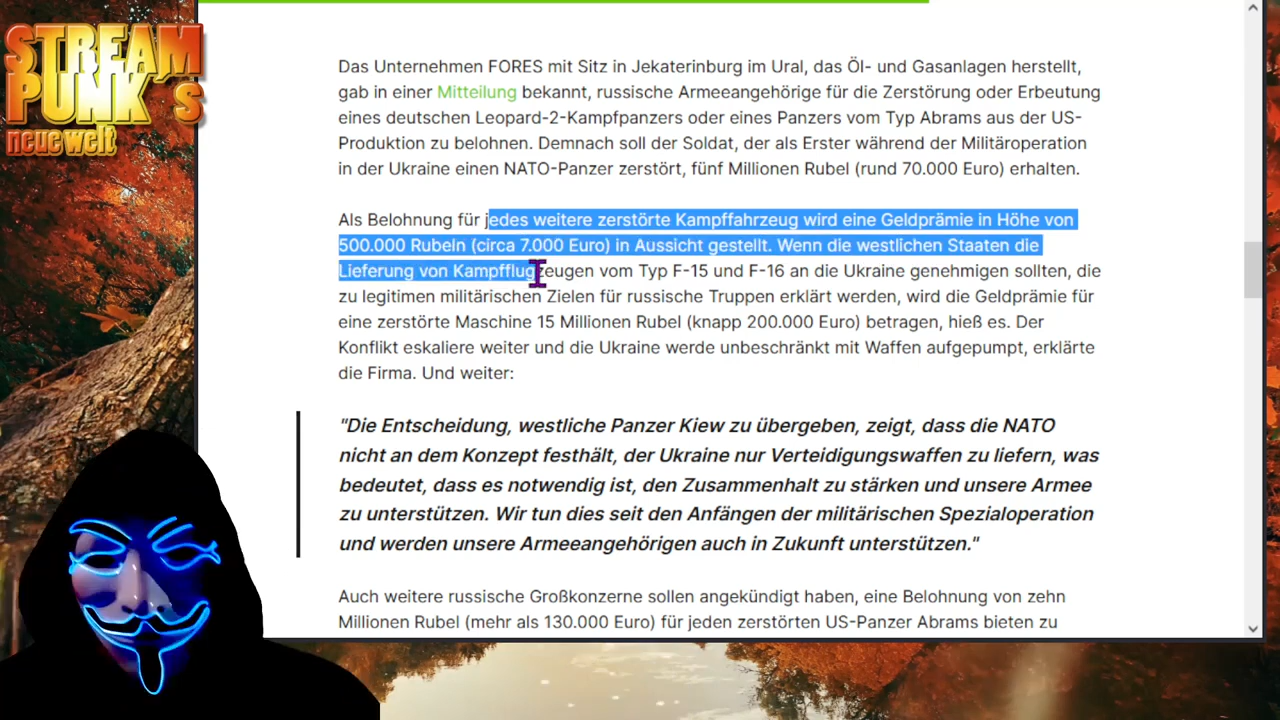 STREAM
PUNK´s
neue welt
Das Unternehmen FORES mit Sitz in Jekaterinburg im Ural, das Öl- und Gasanlagen herstellt,
gab in einer Mitteilung bekannt, russische Armeeangehörige für die Zerstörung oder Erbeutung
eines deutschen Leopard-2-Kampfpanzers oder eines Panzers vom Typ Abrams aus der US-
Produktion zu belohnen. Demnach soll der Soldat, der als Erster während der Militäroperation
in der Ukraine einen NATO-Panzer zerstört, fünf Millionen Rubel (rund 70.000 Euro) erhalten.
Als Belohnung für jedes weitere zerstörte Kampffahrzeug wird eine Geldprämie in Höhe von
500.000 Rubeln (circa 7.000 Euro) in Aussicht gestellt. Wenn die westlichen Staaten die
Lieferung von Kampfflugzeugen vom Typ F-15 und F-16 an die Ukraine genehmigen sollten, die
zu legitimen militärischen Zielen für russische Truppen erklärt werden, wird die Geldprämie für
eine zerstörte Maschine 15 Millionen Rubel (knapp 200.000 Euro) betragen, hieß es. Der
Konflikt eskaliere weiter und die Ukraine werde unbeschränkt mit Waffen aufgepumpt, erklärte
die Firma. Und weiter:
"Die Entscheidung, westliche Panzer Kiew zu übergeben, zeigt, dass die NATO
nicht an dem Konzept festhält, der Ukraine nur Verteidigungswaffen zu liefern, was
bedeutet, dass es notwendig ist, den Zusammenhalt zu stärken und unsere Armee
zu unterstützen. Wir tun dies seit den Anfängen der militärischen Spezialoperation
und werden unsere Armeeangehörigen auch in Zukunft unterstützen."
Auch weitere russische Großkonzerne sollen angekündigt haben, eine Belohnung von zehn
Millionen Rubel (mehr als 130.000 Euro) für jeden zerstörten US-Panzer Abrams bieten zu